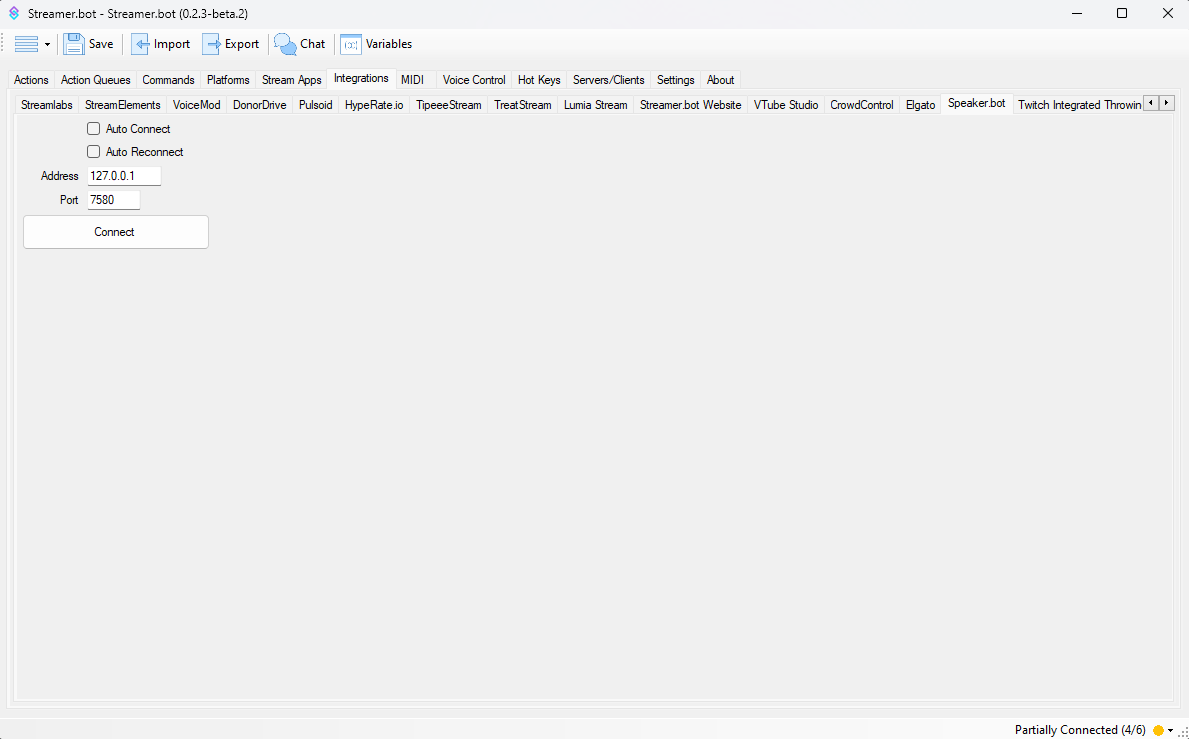 Streamer.bot - Streamer.bot (0.2.3-beta.2)
Save Import Export Chat Variables
Actions Action Queues Commands Platforms Stream Apps Integrations MIDI Voice Control Hot Keys Servers/Clients Settings About
Streamlabs StreamElements VoiceMod DonorDrive Pulsoid HypeRate.io TipeeeStream TreatStream Lumia Stream Streamer.bot Website VTube Studio CrowdControl Elgato Speaker.bot Twitch Integrated Throwin
Auto Connect
Auto Reconnect
Address 127.0.0.1
Port 7580
Connect
Partially Connected (4/6)